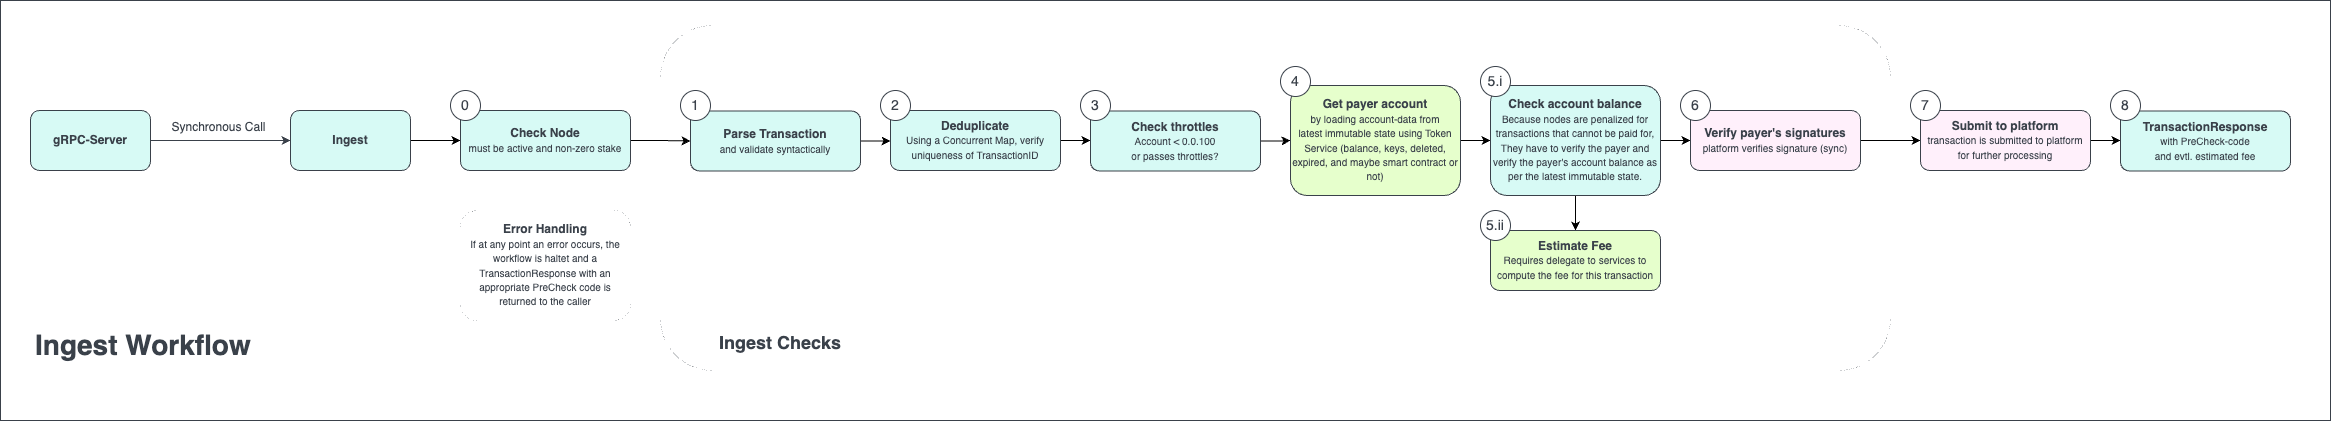 gRPC-Server
Synchronous Call
Ingest
0
Check Node
must be active and non-zero stake
Error Handling
If at any point an error occurs, the
workflow is haltet and a
TransactionResponse with an
appropriate PreCheck code is
returned to the caller
1
Parse Transaction
and validate syntactically
2
Deduplicate
Using a Concurrent Map, verify
uniqueness of TransactionID
3
Check throttles
Account < 0.0.100
or passes throttles?
4
Get payer account
by loading account-data from
latest immutable state using Token
Service (balance, keys, deleted,
expired, and maybe smart contract or
not)
5.i
Check account balance
Because nodes are penalized for
transactions that cannot be paid for,
They have to verify the payer and
verify the payer's account balance as
per the latest immutable state.
5.ii
Estimate Fee
Requires delegate to services to
compute the fee for this transaction
6
Verify payer's signatures
platform verifies signature (sync)
7
Submit to platform
transaction is submitted to platform
for further processing
8
TransactionResponse
with PreCheck-code
and evtl. estimated fee
Ingest Workflow
Ingest Checks